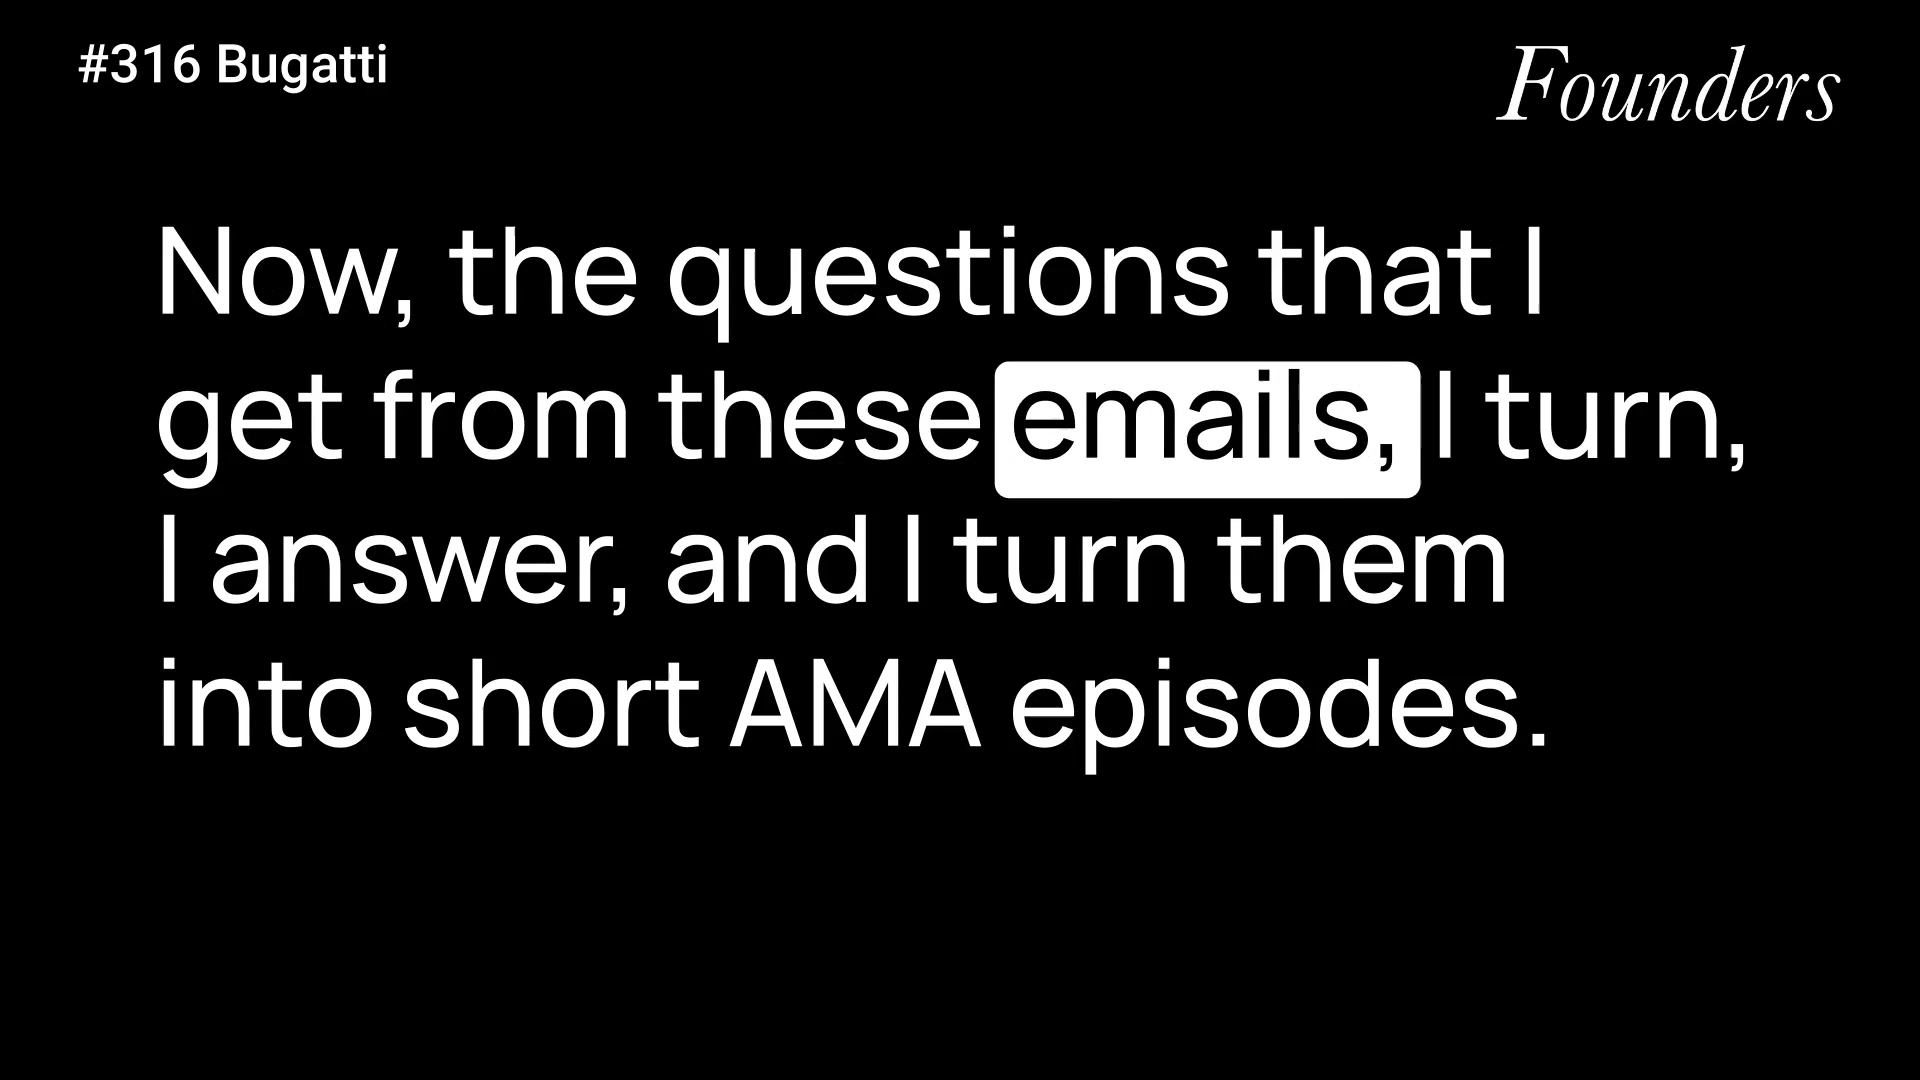 #316 Bugatti
Founders
Now, the questions that I
get from these emails, I turn,
I answer, and I turn them
into short AMA episodes.